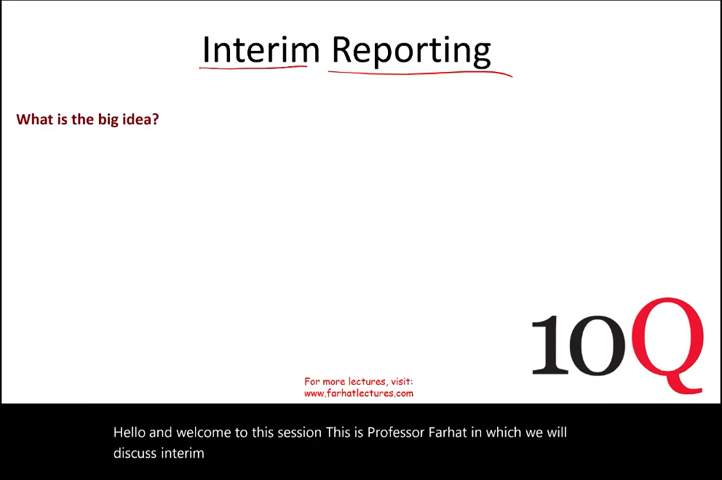 Interim Reporting
What is the big idea?
10Q
For more lectures, visit:
www.farhatlectures.com
Hello and welcome to this session This is Professor Farhat in which we will
discuss interim